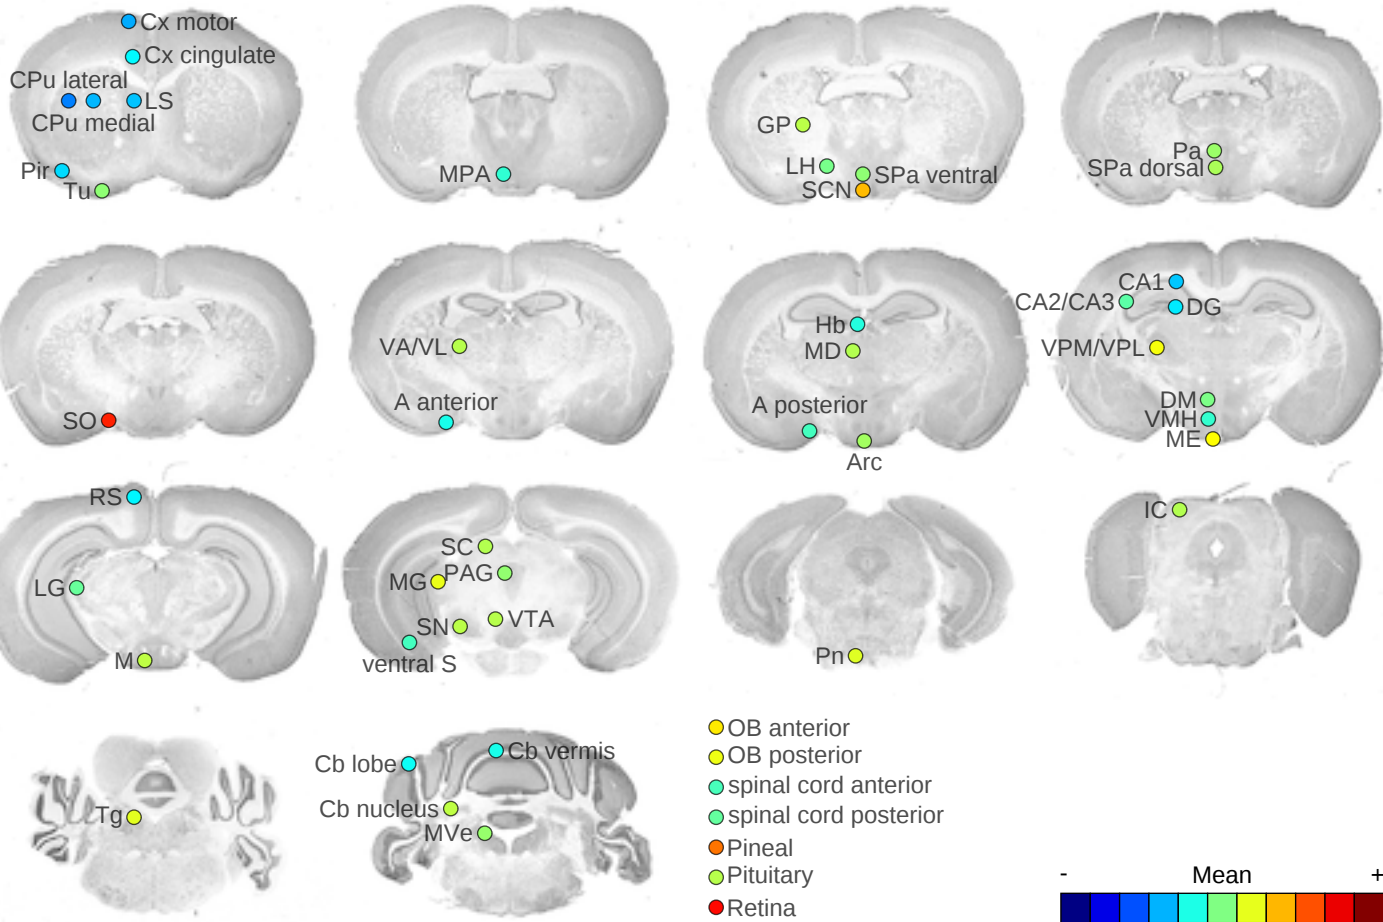 Cx motor
Cx cingulate
CPu lateral
LS
CPu medial
Pir
Tu
MPA
GP
LH
SPa ventral
SCN
Pa
SPa dorsal
SO
VA/VL
A anterior
Hb
MD
A posterior
Arc
CA1
CA2/CA3
DG
VPM/VPL
DM
VMH
ME
RS
LG
M
SC
PAG
MG
SN
VTA
ventral S
Pn
IC
Tg
Cb lobe
Cb vermis
Cb nucleus
MVe
OB anterior
OB posterior
spinal cord anterior
spinal cord posterior
Pineal
Pituitary
Retina
- Mean +